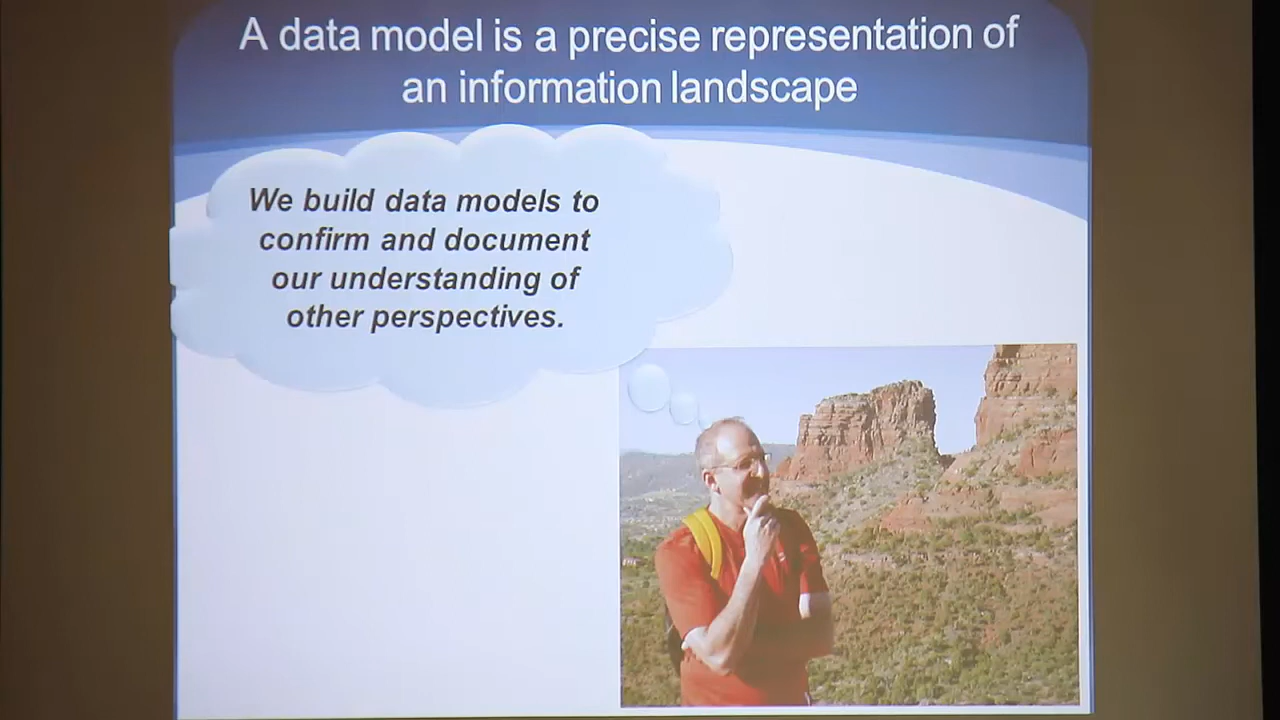 A data model is a precise representation of
an information landscape
We build data models to
confirm and document
our understanding of
other perspectives.